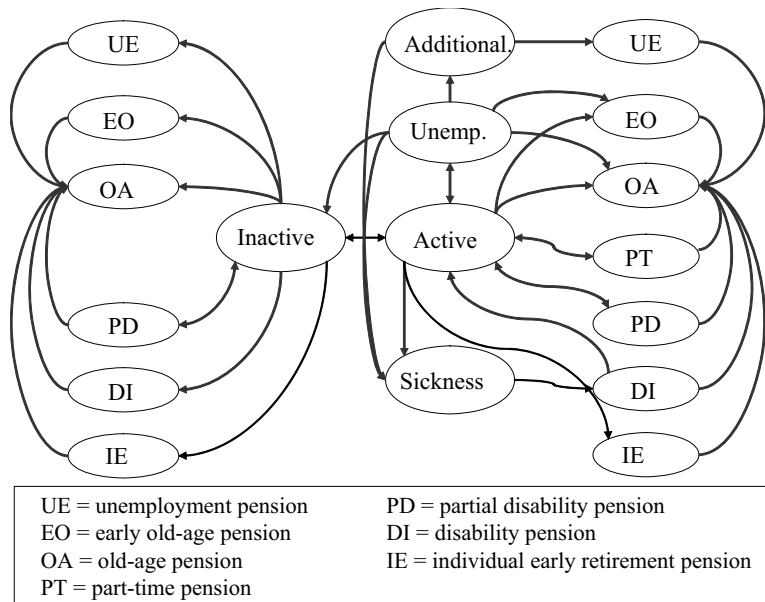 UE
Additional.
UE
EO
Unemp.
EO
OA
OA
Inactive
Active
PT
PD
PD
DI
Sickness
DI
IE
IE
UE = unemployment pension
EO = early old-age pension
OA = old-age pension
PT = part-time pension
PD = partial disability pension
DI = disability pension
IE = individual early retirement pension